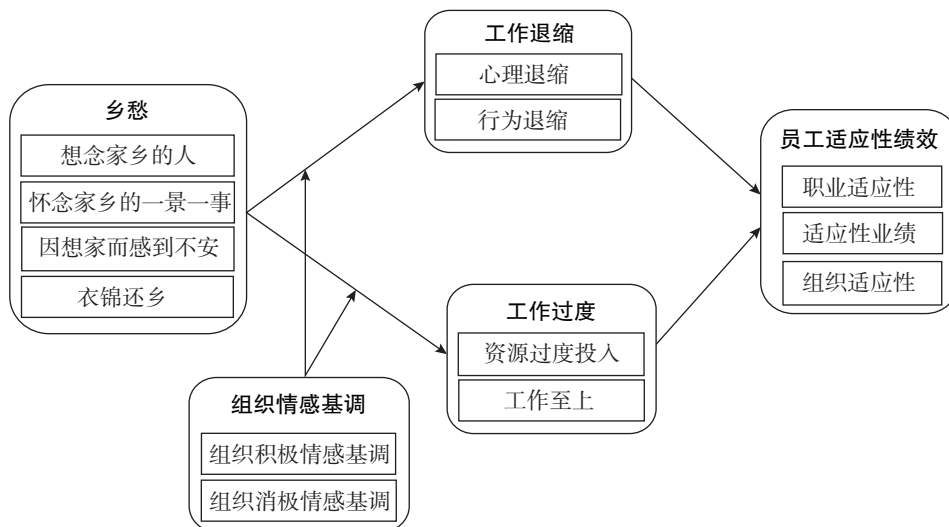 乡愁
想念家乡的人
怀念家乡的一景一事
因想家而感到不安
衣锦还乡
工作退缩
心理退缩
行为退缩
工作过度
资源过度投入
工作至上
组织情感基调
组织积极情感基调
组织消极情感基调
员工适应性绩效
职业适应性
适应性业绩
组织适应性